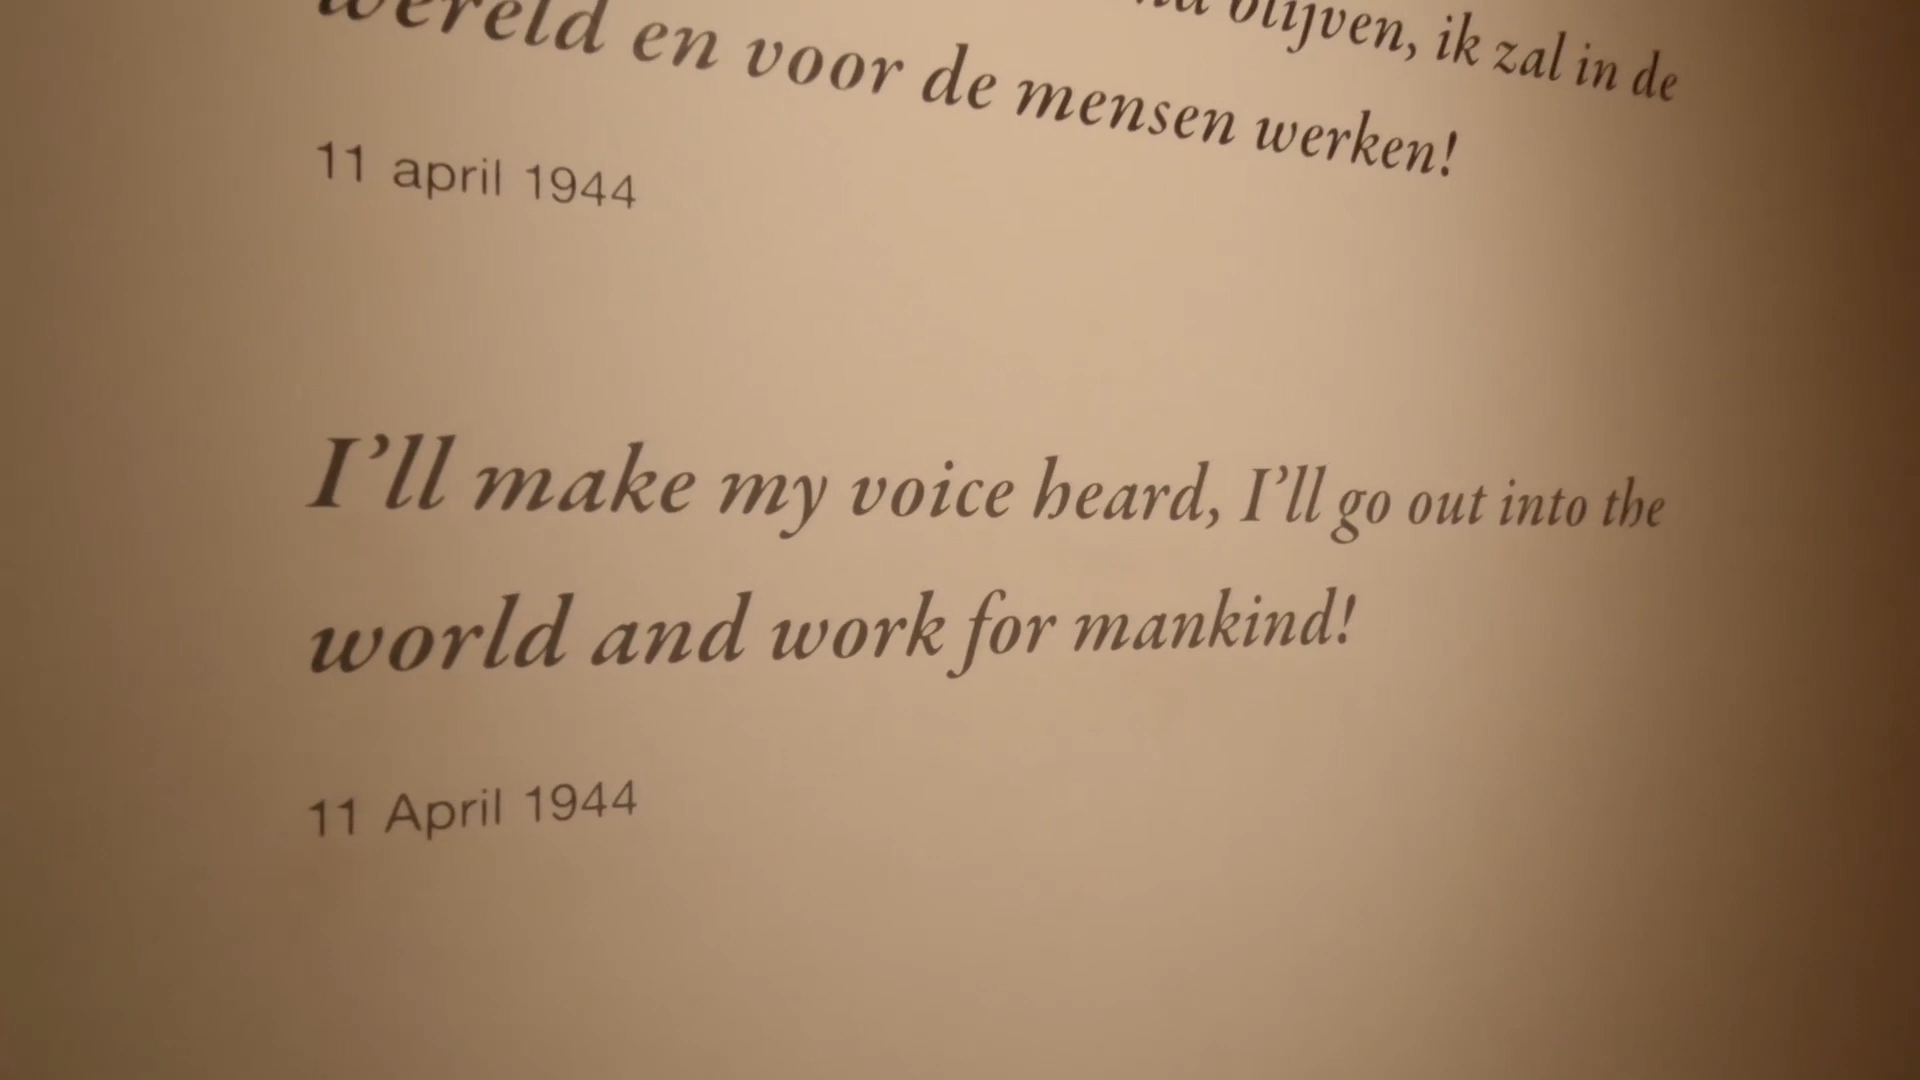 blijven, ik zal in de
wereld en voor de mensen werken!
11 april 1944
I’ll make my voice heard, I’ll go out into the
world and work for mankind!
11 April 1944